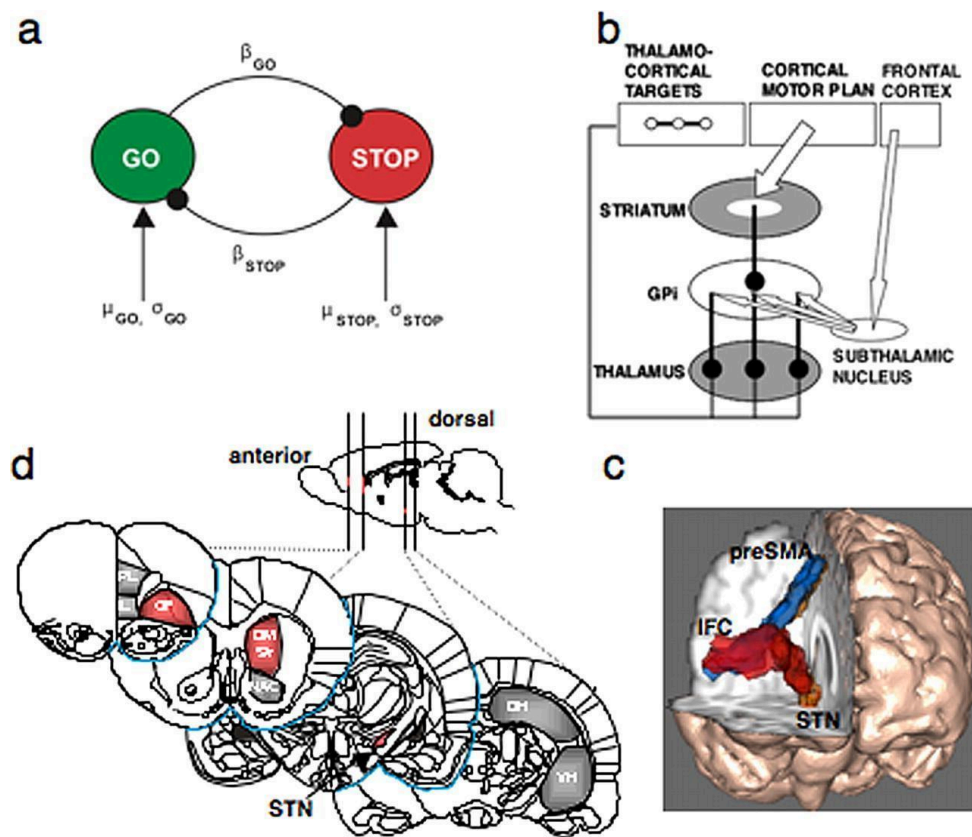 a
β GO
GO
STOP
β STOP
μ GO, σ GO
μ STOP, σ STOP
b
THALAMO-
CORTICAL
TARGETS
CORTICAL
MOTOR PLAN
FRONTAL
CORTEX
STRIATUM
GPi
THALAMUS
SUBTHALAMIC
NUCLEUS
d
anterior
dorsal
PL
IL
OF
DM
Str
NAC
DH
VH
STN
c
preSMA
IFC
STN